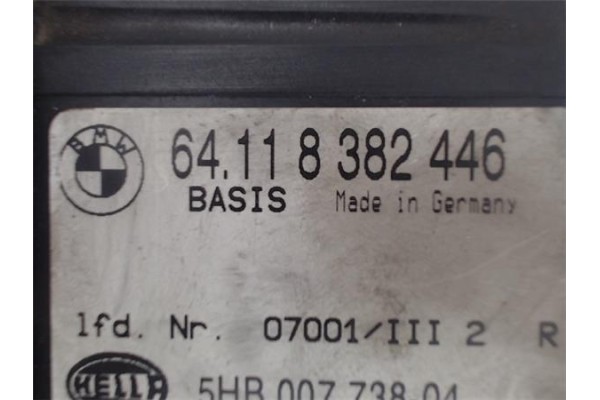 BMW
64.11 8 382 446
BASIS Made in Germany
lfd. Nr. 07001/III 2 R
HELLA 5HB 007 738-04